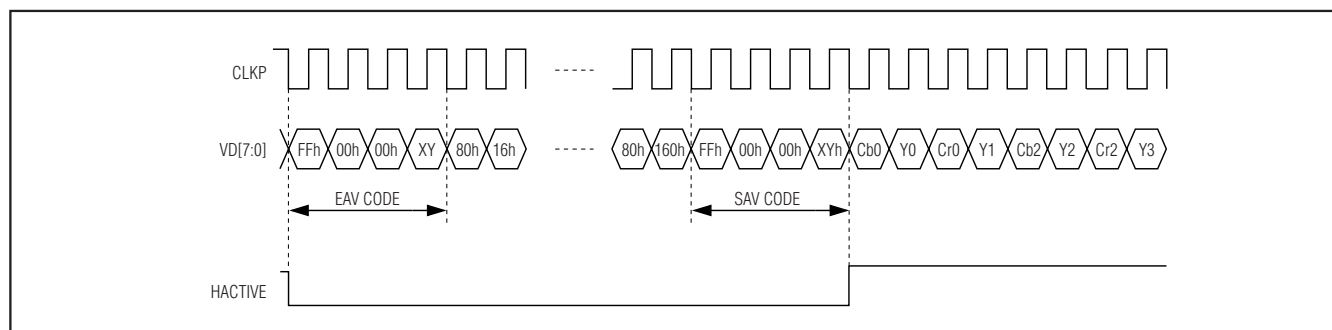 CLKP
VD[7:0] FFh 00h 00h XY 80h 16h 80h 160h FFh 00h 00h XYh Cb0 Y0 Cr0 Y1 Cb2 Y2 Cr2 Y3
EAV CODE SAV CODE
HACTIVE